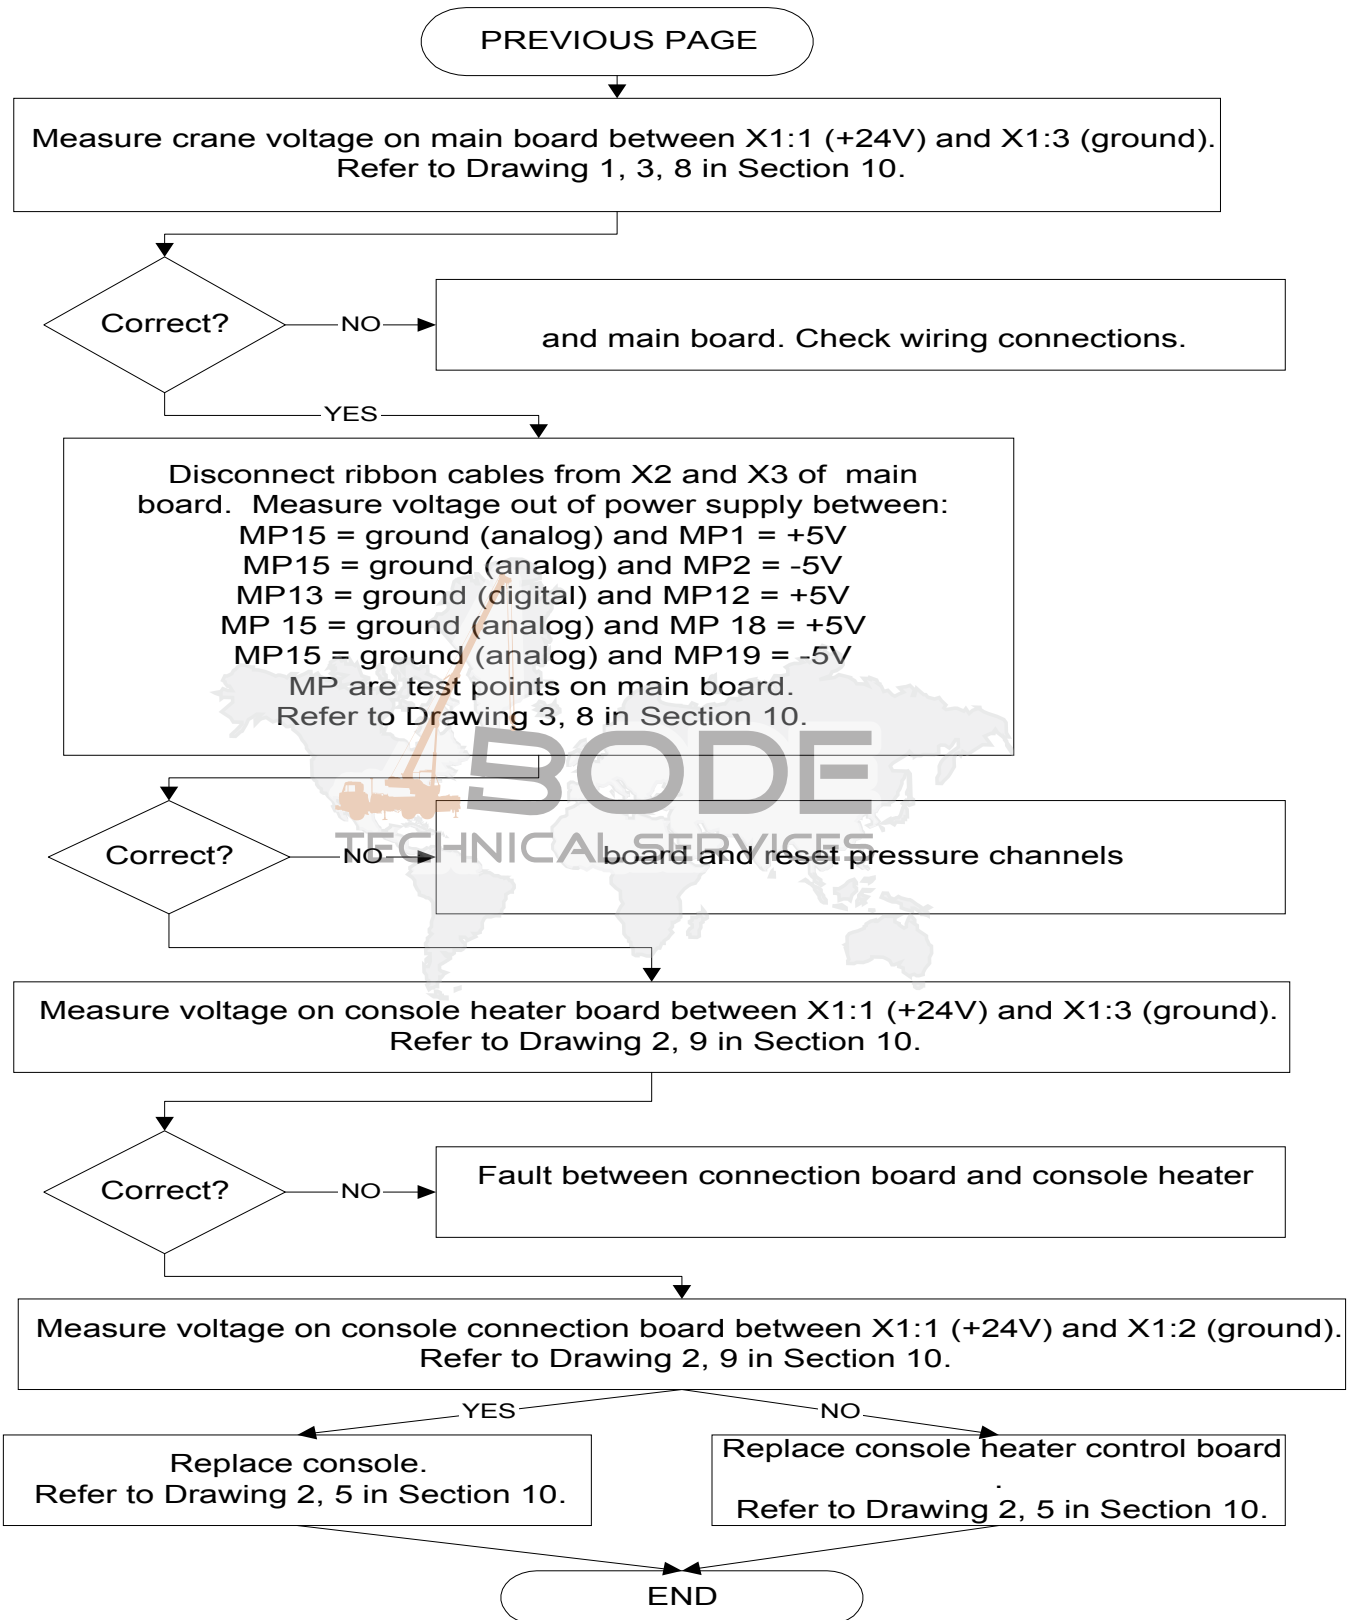 PREVIOUS PAGE
Measure crane voltage on main board between X1:1 (+24V) and X1:3 (ground).
Refer to Drawing 1, 3, 8 in Section 10.
Correct?
NO
and main board. Check wiring connections.
YES
Disconnect ribbon cables from X2 and X3 of main
board. Measure voltage out of power supply between:
MP15 = ground (analog) and MP1 = +5V
MP15 = ground (analog) and MP2 = -5V
MP13 = ground (digital) and MP12 = +5V
MP 15 = ground (analog) and MP 18 = +5V
MP15 = ground (analog) and MP19 = -5V
MP are test points on main board.
Refer to Drawing 3, 8 in Section 10.
BODE
TECHNICAL SERVICES
Correct?
NO
board and reset pressure channels
Measure voltage on console heater board between X1:1 (+24V) and X1:3 (ground).
Refer to Drawing 2, 9 in Section 10.
Correct?
NO
Fault between connection board and console heater
Measure voltage on console connection board between X1:1 (+24V) and X1:2 (ground).
Refer to Drawing 2, 9 in Section 10.
YES
NO
Replace console.
Refer to Drawing 2, 5 in Section 10.
Replace console heater control board
.
Refer to Drawing 2, 5 in Section 10.
END